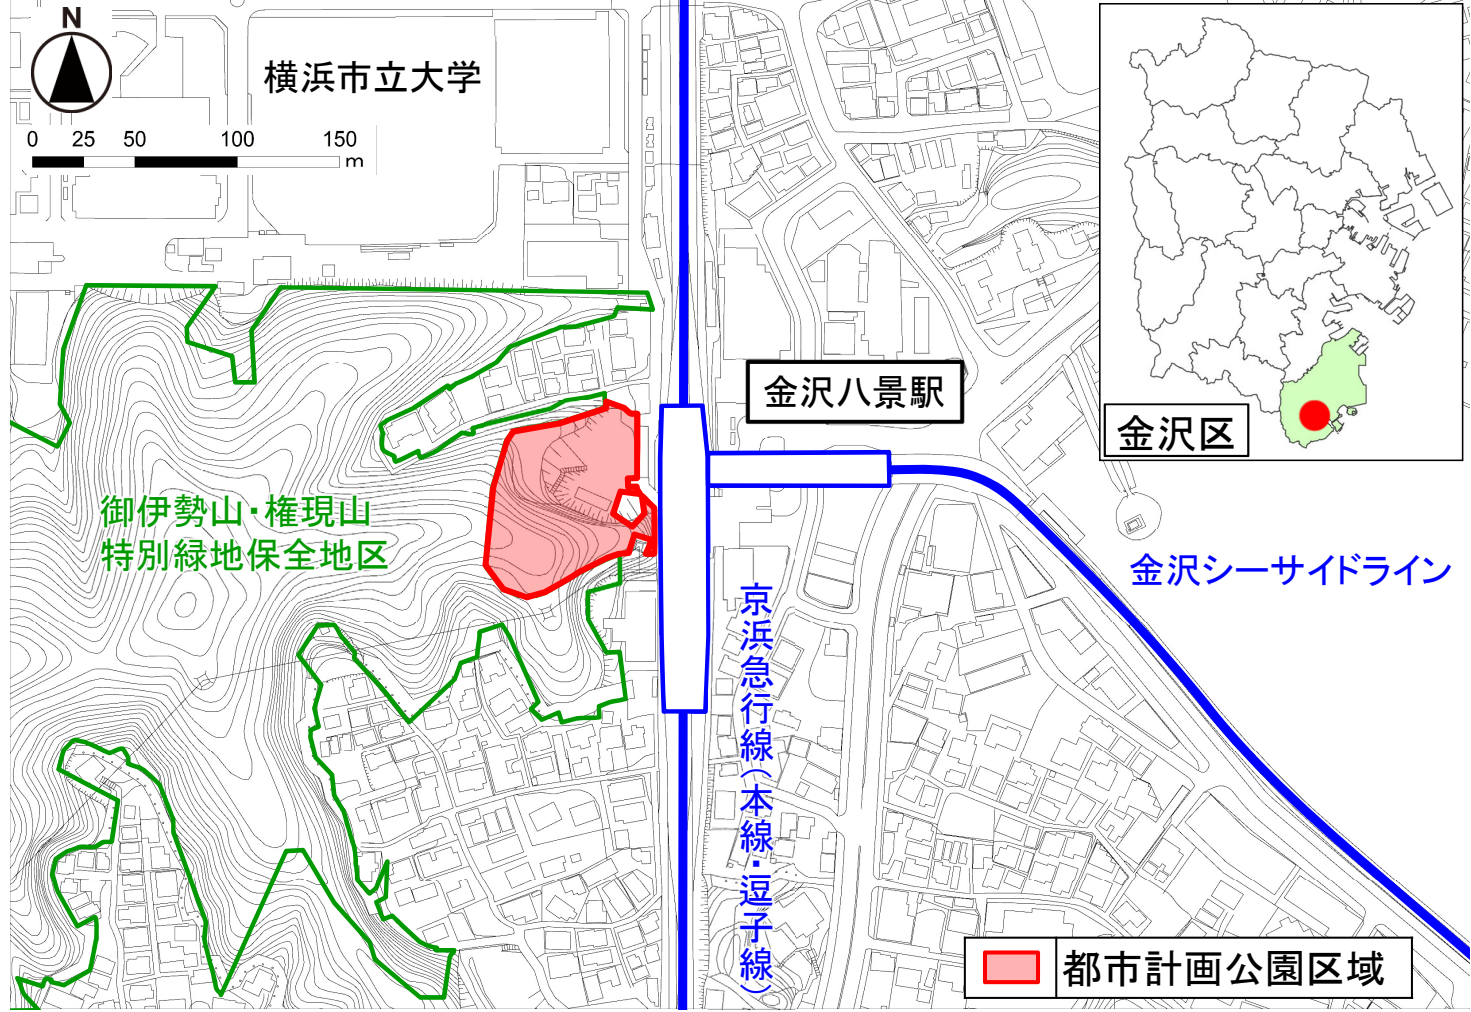 N
0 25 50 100 150
m
横浜市立大学
金沢区
金沢八景駅
御伊勢山・権現山
特別緑地保全地区
金沢シーサイドライン
京浜急行線（本線・逗子線）
都市計画公園区域